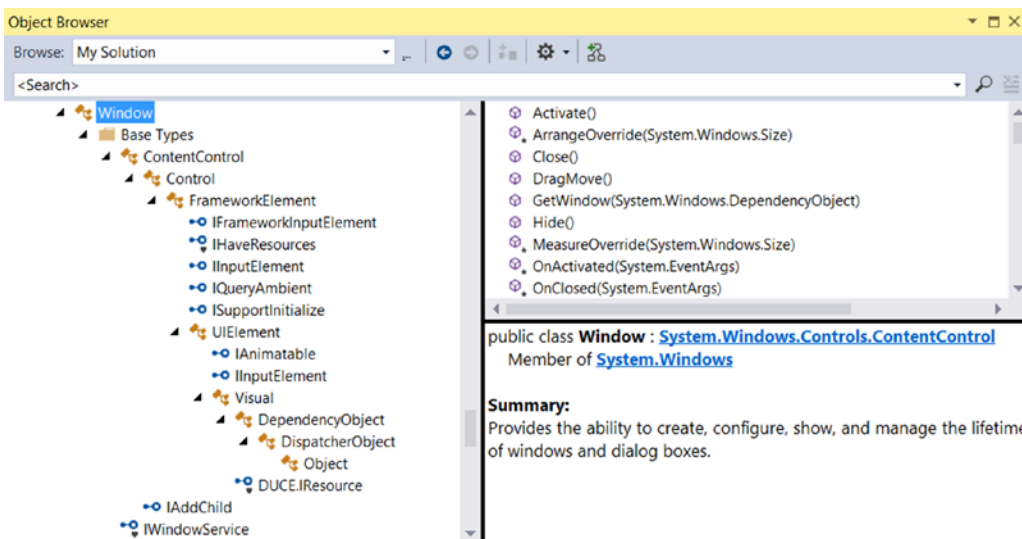 Object Browser
Browse: My Solution
<Search>
Window
Base Types
ContentControl
Control
FrameworkElement
IFrameworkInputElement
IHaveResources
IInputElement
IQueryAmbient
ISupportInitialize
UIElement
IAnimatable
IInputElement
Visual
DependencyObject
DispatcherObject
Object
DUCE.IResource
IAddChild
IWindowService
Activate()
ArrangeOverride(System.Windows.Size)
Close()
DragMove()
GetWindow(System.Windows.DependencyObject)
Hide()
MeasureOverride(System.Windows.Size)
OnActivated(System.EventArgs)
OnClosed(System.EventArgs)
public class Window : System.Windows.Controls.ContentControl
Member of System.Windows
Summary:
Provides the ability to create, configure, show, and manage the lifetime
of windows and dialog boxes.